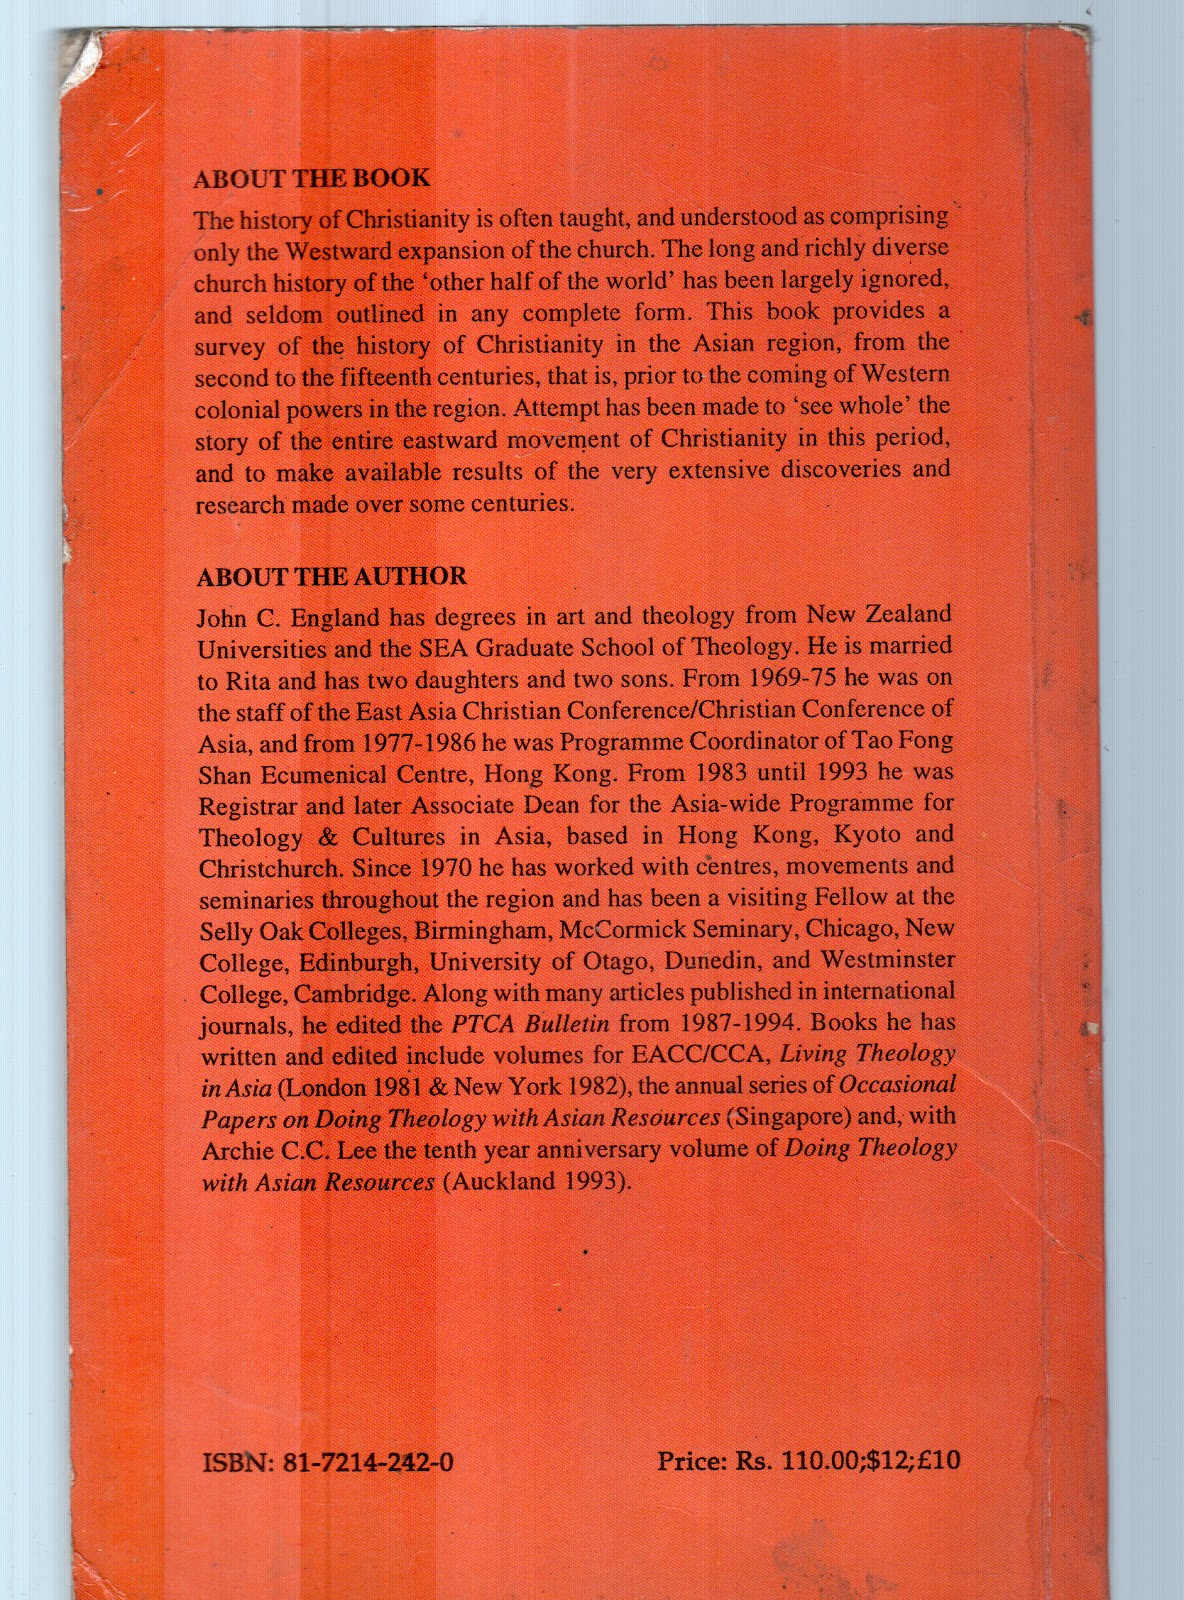 ABOUT THE BOOK
The history of Christianity is often taught, and understood as comprising
only the Westward expansion of the church. The long and richly diverse
church history of the ‘other half of the world’ has been largely ignored,
and seldom outlined in any complete form. This book provides a
survey of the history of Christianity in the Asian region, from the
second to the fifteenth centuries, that is, prior to the coming of Western
colonial powers in the region. Attempt has been made to ‘see whole’ the
story of the entire eastward movement of Christianity in this period,
and to make available results of the very extensive discoveries and
research made over some centuries.
ABOUT THE AUTHOR
John C. England has degrees in art and theology from New Zealand
Universities and the SEA Graduate School of Theology. He is married
to Rita and has two daughters and two sons. From 1969-75 he was on
the staff of the East Asia Christian Conference/Christian Conference of
Asia, and from 1977-1986 he was Programme Coordinator of Tao Fong
Shan Ecumenical Centre, Hong Kong. From 1983 until 1993 he was
Registrar and later Associate Dean for the Asia-wide Programme for
Theology & Cultures in Asia, based in Hong Kong, Kyoto and
Christchurch. Since 1970 he has worked with centres, movements and
seminaries throughout the region and has been a visiting Fellow at the
Selly Oak Colleges, Birmingham, McCormick Seminary, Chicago, New
College, Edinburgh, University of Otago, Dunedin, and Westminster
College, Cambridge. Along with many articles published in international
journals, he edited the PTCA Bulletin from 1987-1994. Books he has
written and edited include volumes for EACC/CCA, Living Theology
in Asia (London 1981 & New York 1982), the annual series of Occasional
Papers on Doing Theology with Asian Resources (Singapore) and, with
Archie C.C. Lee the tenth year anniversary volume of Doing Theology
with Asian Resources (Auckland 1993).
ISBN: 81-7214-242-0 Price: Rs. 110.00;$12;£10